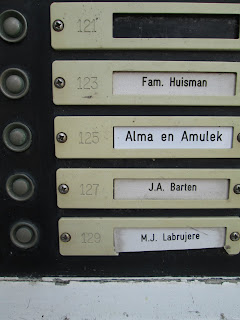 121
123
Fam. Huisman
125
Alma en Amulek
127
J.A. Barten
129
M.J. Labrujere